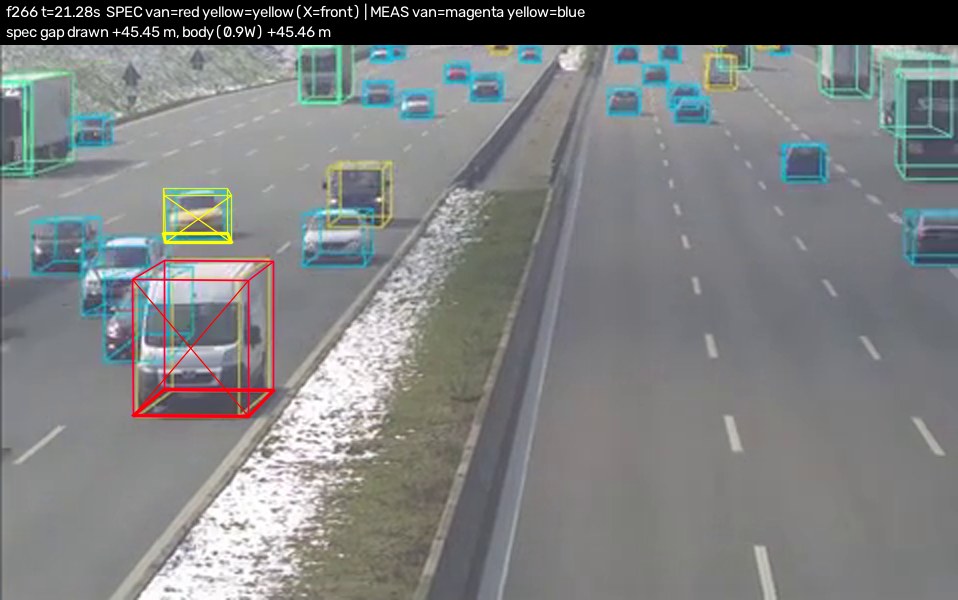 f266 t=21.28s SPEC van=red yellow=yellow (X=front) | MEAS van=magenta yellow=blue
spec gap drawn +45.45 m, body (0.9W) +45.46 m